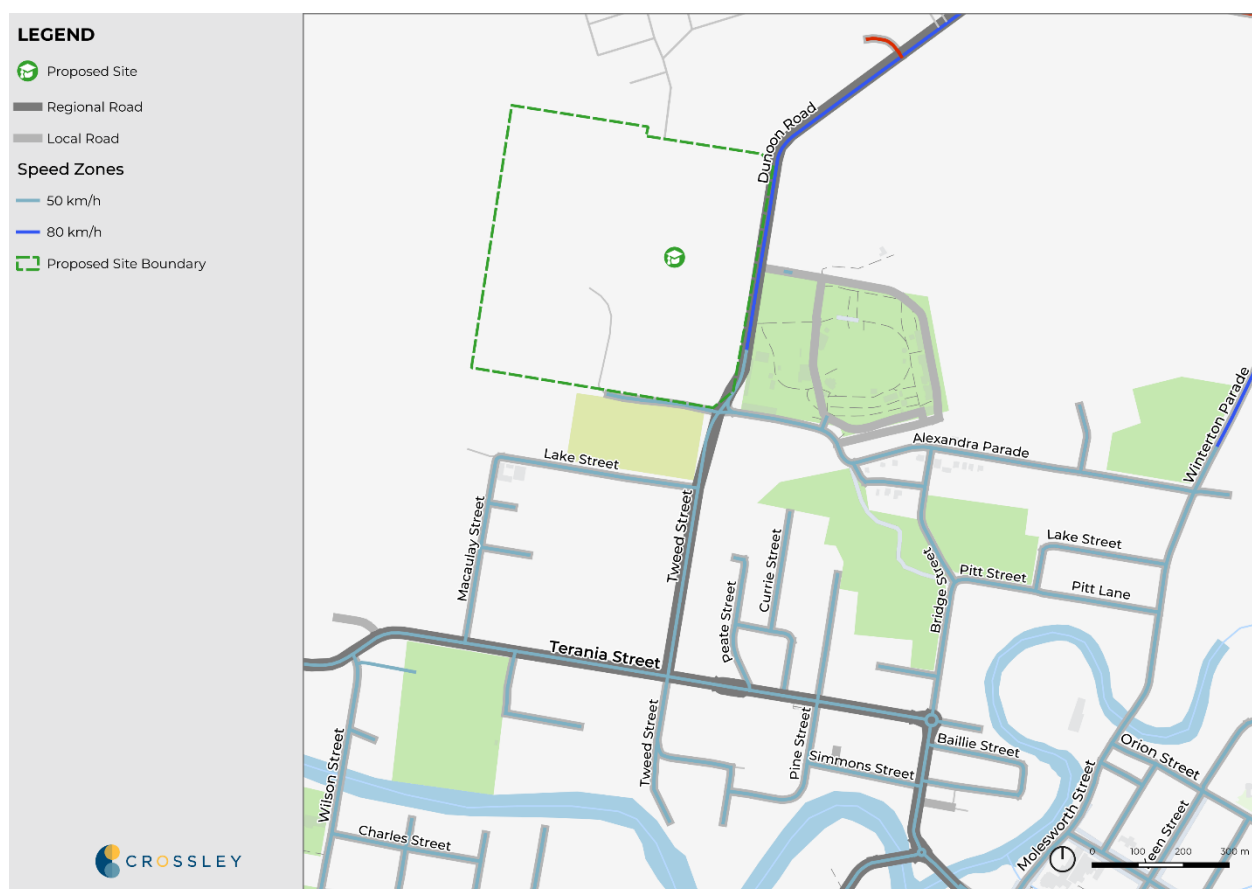 LEGEND
Proposed Site
Regional Road
Local Road
Speed Zones
50 km/h
80 km/h
Proposed Site Boundary
CROSSLEY
Dunoon Road
Winterton Parade
Alexandra Parade
Lake Street
Tweed Street
Macaulay Street
Currie Street
Peate Street
Bridge Street
Lake Street
Pitt Street
Pitt Lane
Terania Street
Tweed Street
Pine Street
Simmons Street
Baillie Street
Orion Street
Wilson Street
Charles Street
Molesworth Street
Keen Street
0 100 200 300 m